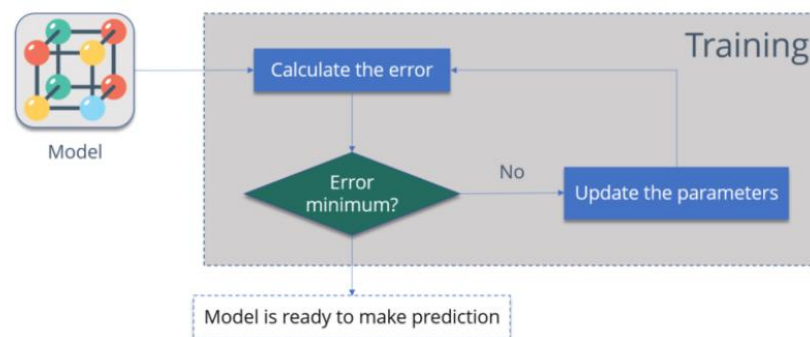 Training
Calculate the error
Model
Error
minimum?
No
Update the parameters
Model is ready to make prediction